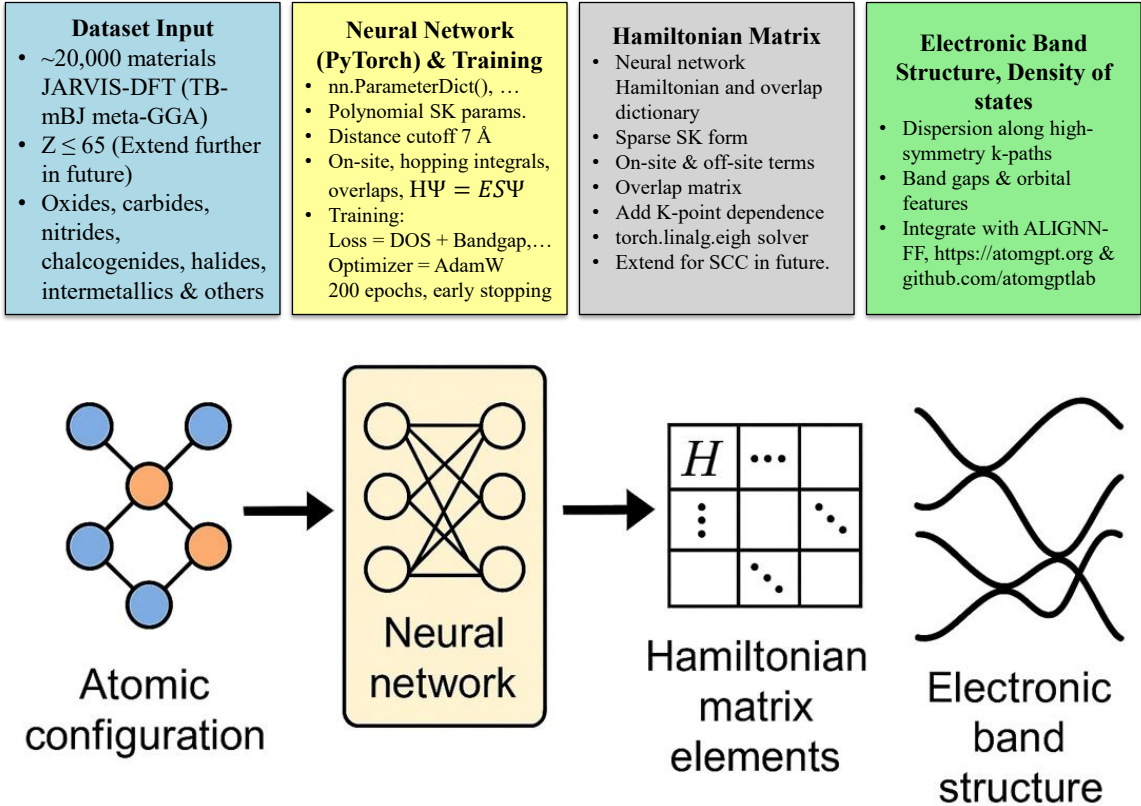 Dataset Input
• ~20,000 materials
JARVIS-DFT (TB-
mBJ meta-GGA)
• Z ≤ 65 (Extend further
in future)
• Oxides, carbides,
nitrides,
chalcogenides, halides,
intermetallics & others
Neural Network
(PyTorch) & Training
• nn.ParameterDict(), …
• Polynomial SK params.
• Distance cutoff 7 Å
• On-site, hopping integrals,
overlaps, HΨ = ESΨ
• Training:
Loss = DOS + Bandgap,…
Optimizer = AdamW
200 epochs, early stopping
Hamiltonian Matrix
• Neural network
Hamiltonian and overlap
dictionary
• Sparse SK form
• On-site & off-site terms
• Overlap matrix
• Add K-point dependence
• torch.linalg.eigh solver
• Extend for SCC in future.
Electronic Band
Structure, Density of
states
• Dispersion along high-
symmetry k-paths
• Band gaps & orbital
features
• Integrate with ALIGNN-
FF, https://atomgpt.org &
github.com/atomgptlab
Atomic
configuration
Neural
network
H ⋯
⋮ ⋱
⋱
Hamiltonian
matrix
elements
Electronic
band
structure